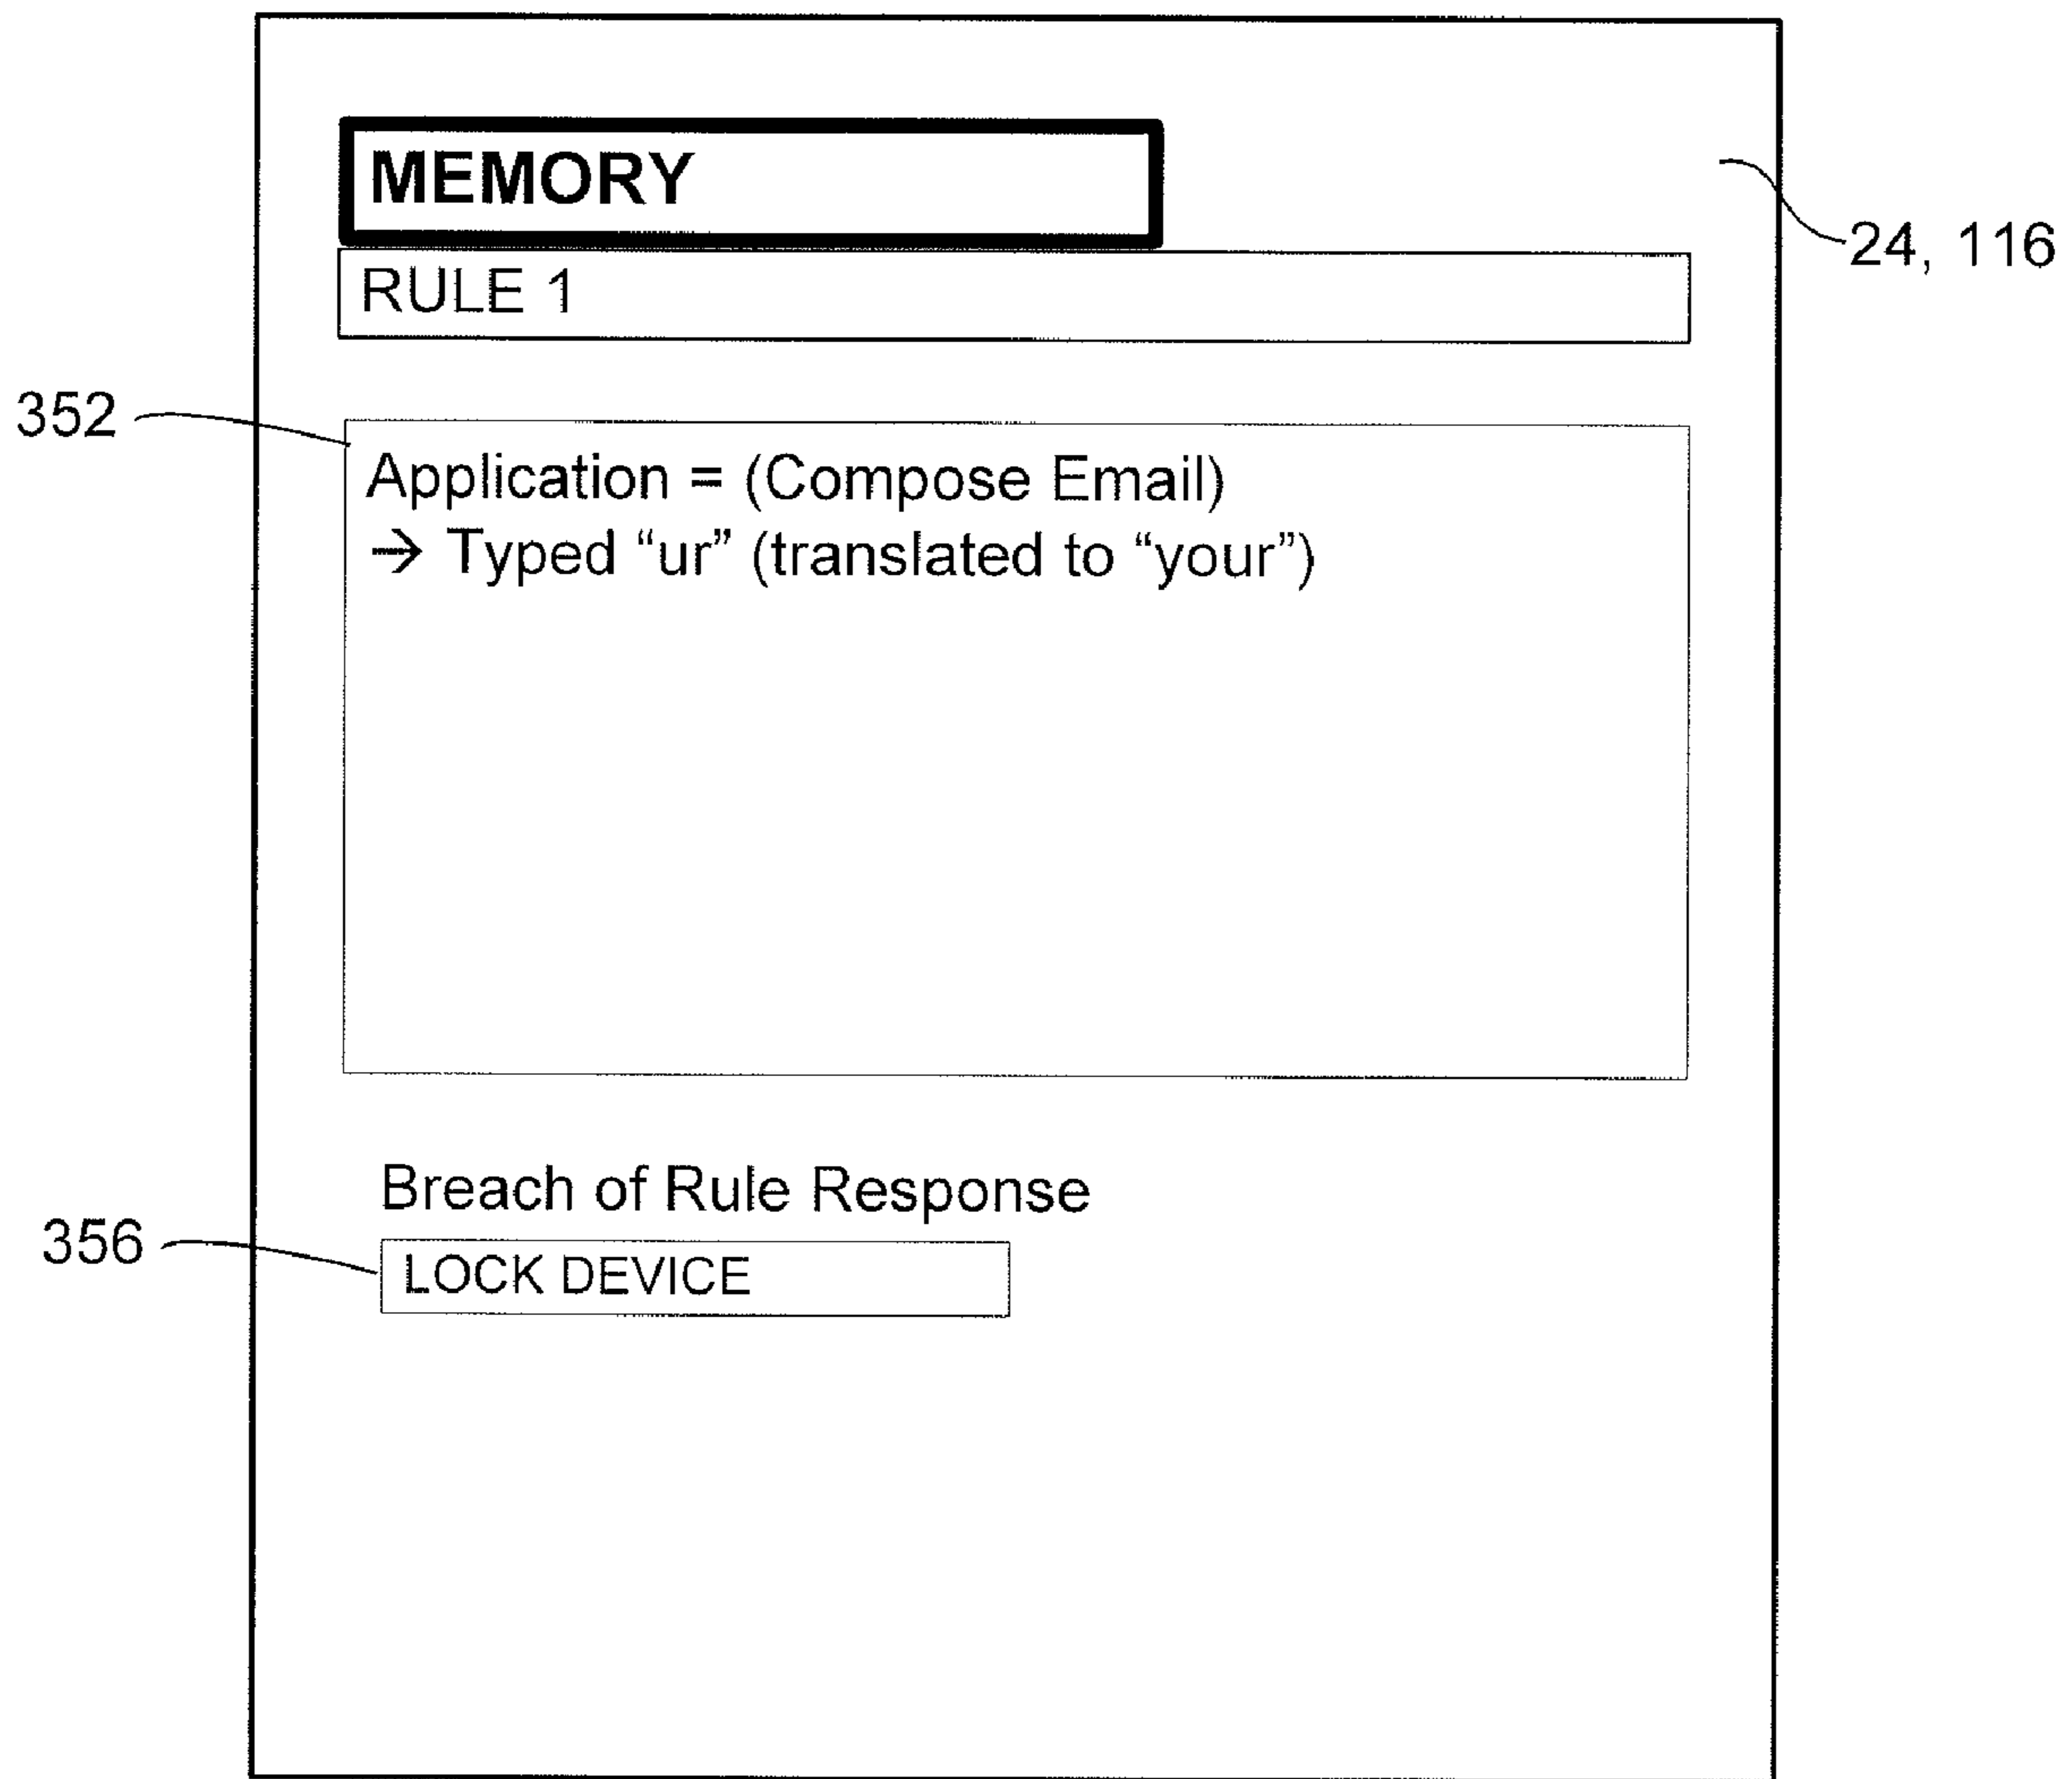 MEMORY
24, 116
RULE 1
352
Application = (Compose Email)
→ Typed “ur” (translated to “your”)
Breach of Rule Response
356
LOCK DEVICE